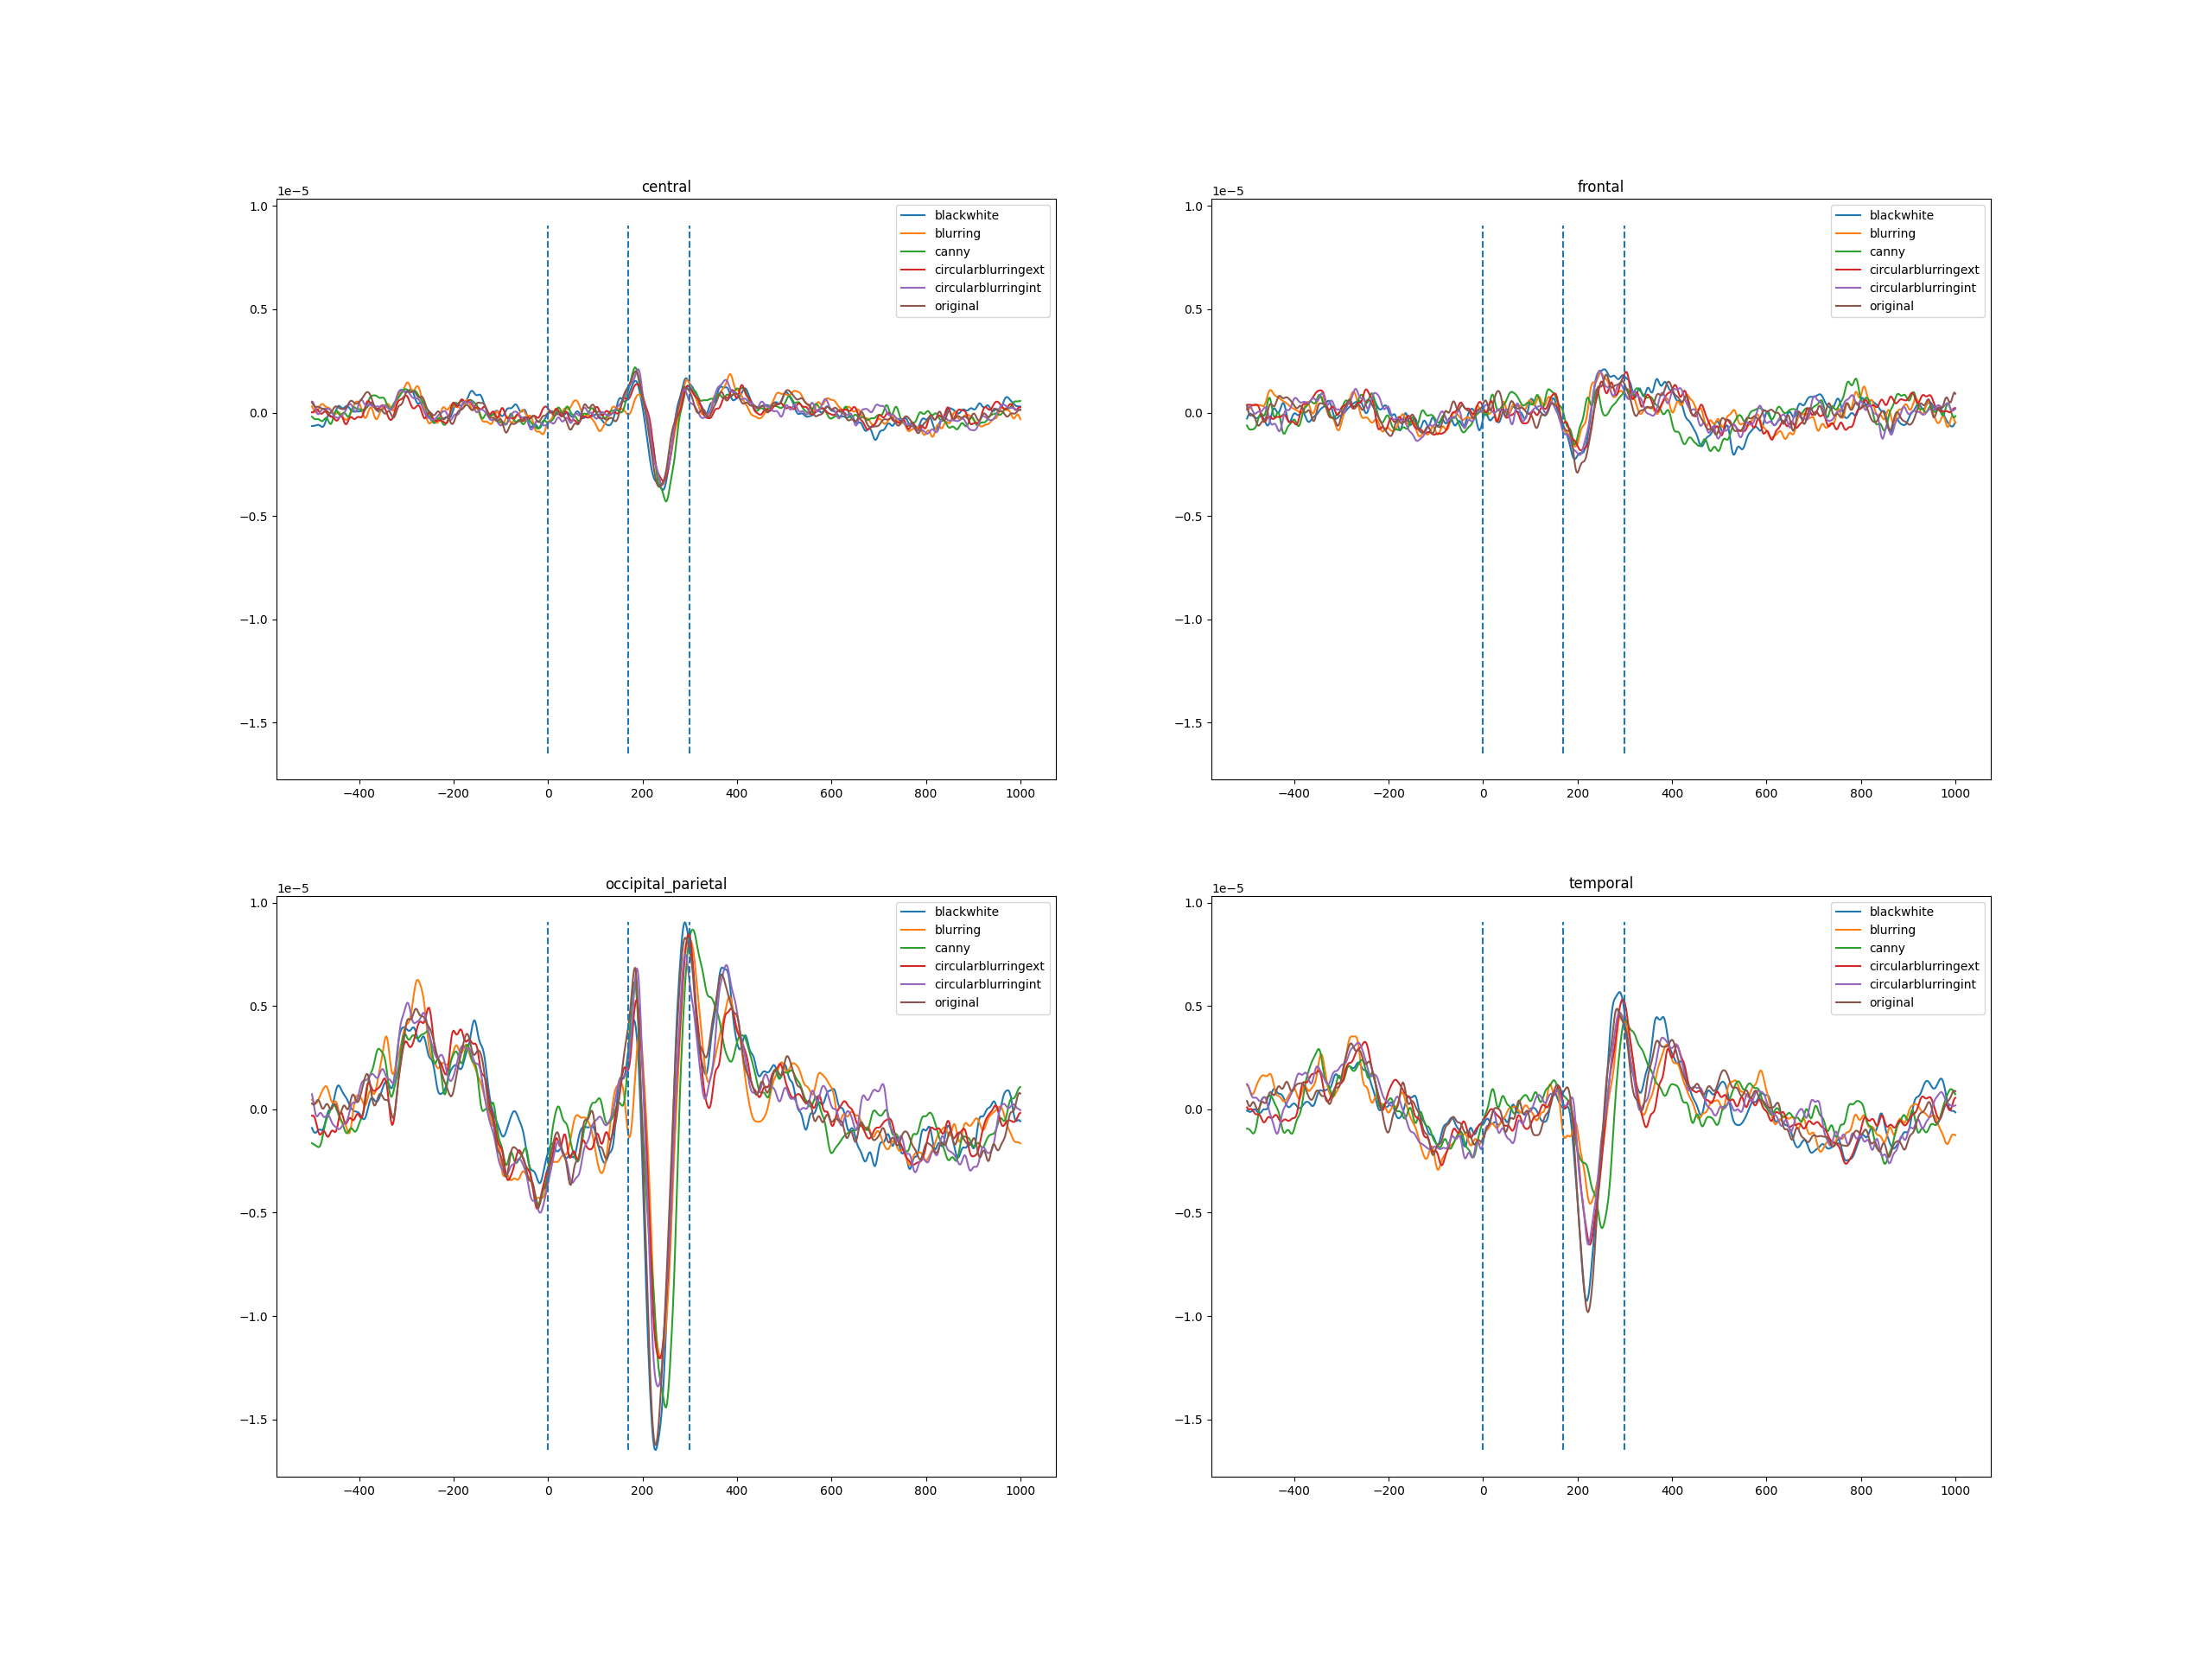 central
1e−5
1.0
0.5
0.0
−0.5
−1.0
−1.5
−400 −200 0 200 400 600 800 1000
blackwhite
blurring
canny
circularblurringext
circularblurringint
original
frontal
1e−5
1.0
0.5
0.0
−0.5
−1.0
−1.5
−400 −200 0 200 400 600 800 1000
blackwhite
blurring
canny
circularblurringext
circularblurringint
original
occipital_parietal
1e−5
1.0
0.5
0.0
−0.5
−1.0
−1.5
−400 −200 0 200 400 600 800 1000
blackwhite
blurring
canny
circularblurringext
circularblurringint
original
temporal
1e−5
1.0
0.5
0.0
−0.5
−1.0
−1.5
−400 −200 0 200 400 600 800 1000
blackwhite
blurring
canny
circularblurringext
circularblurringint
original